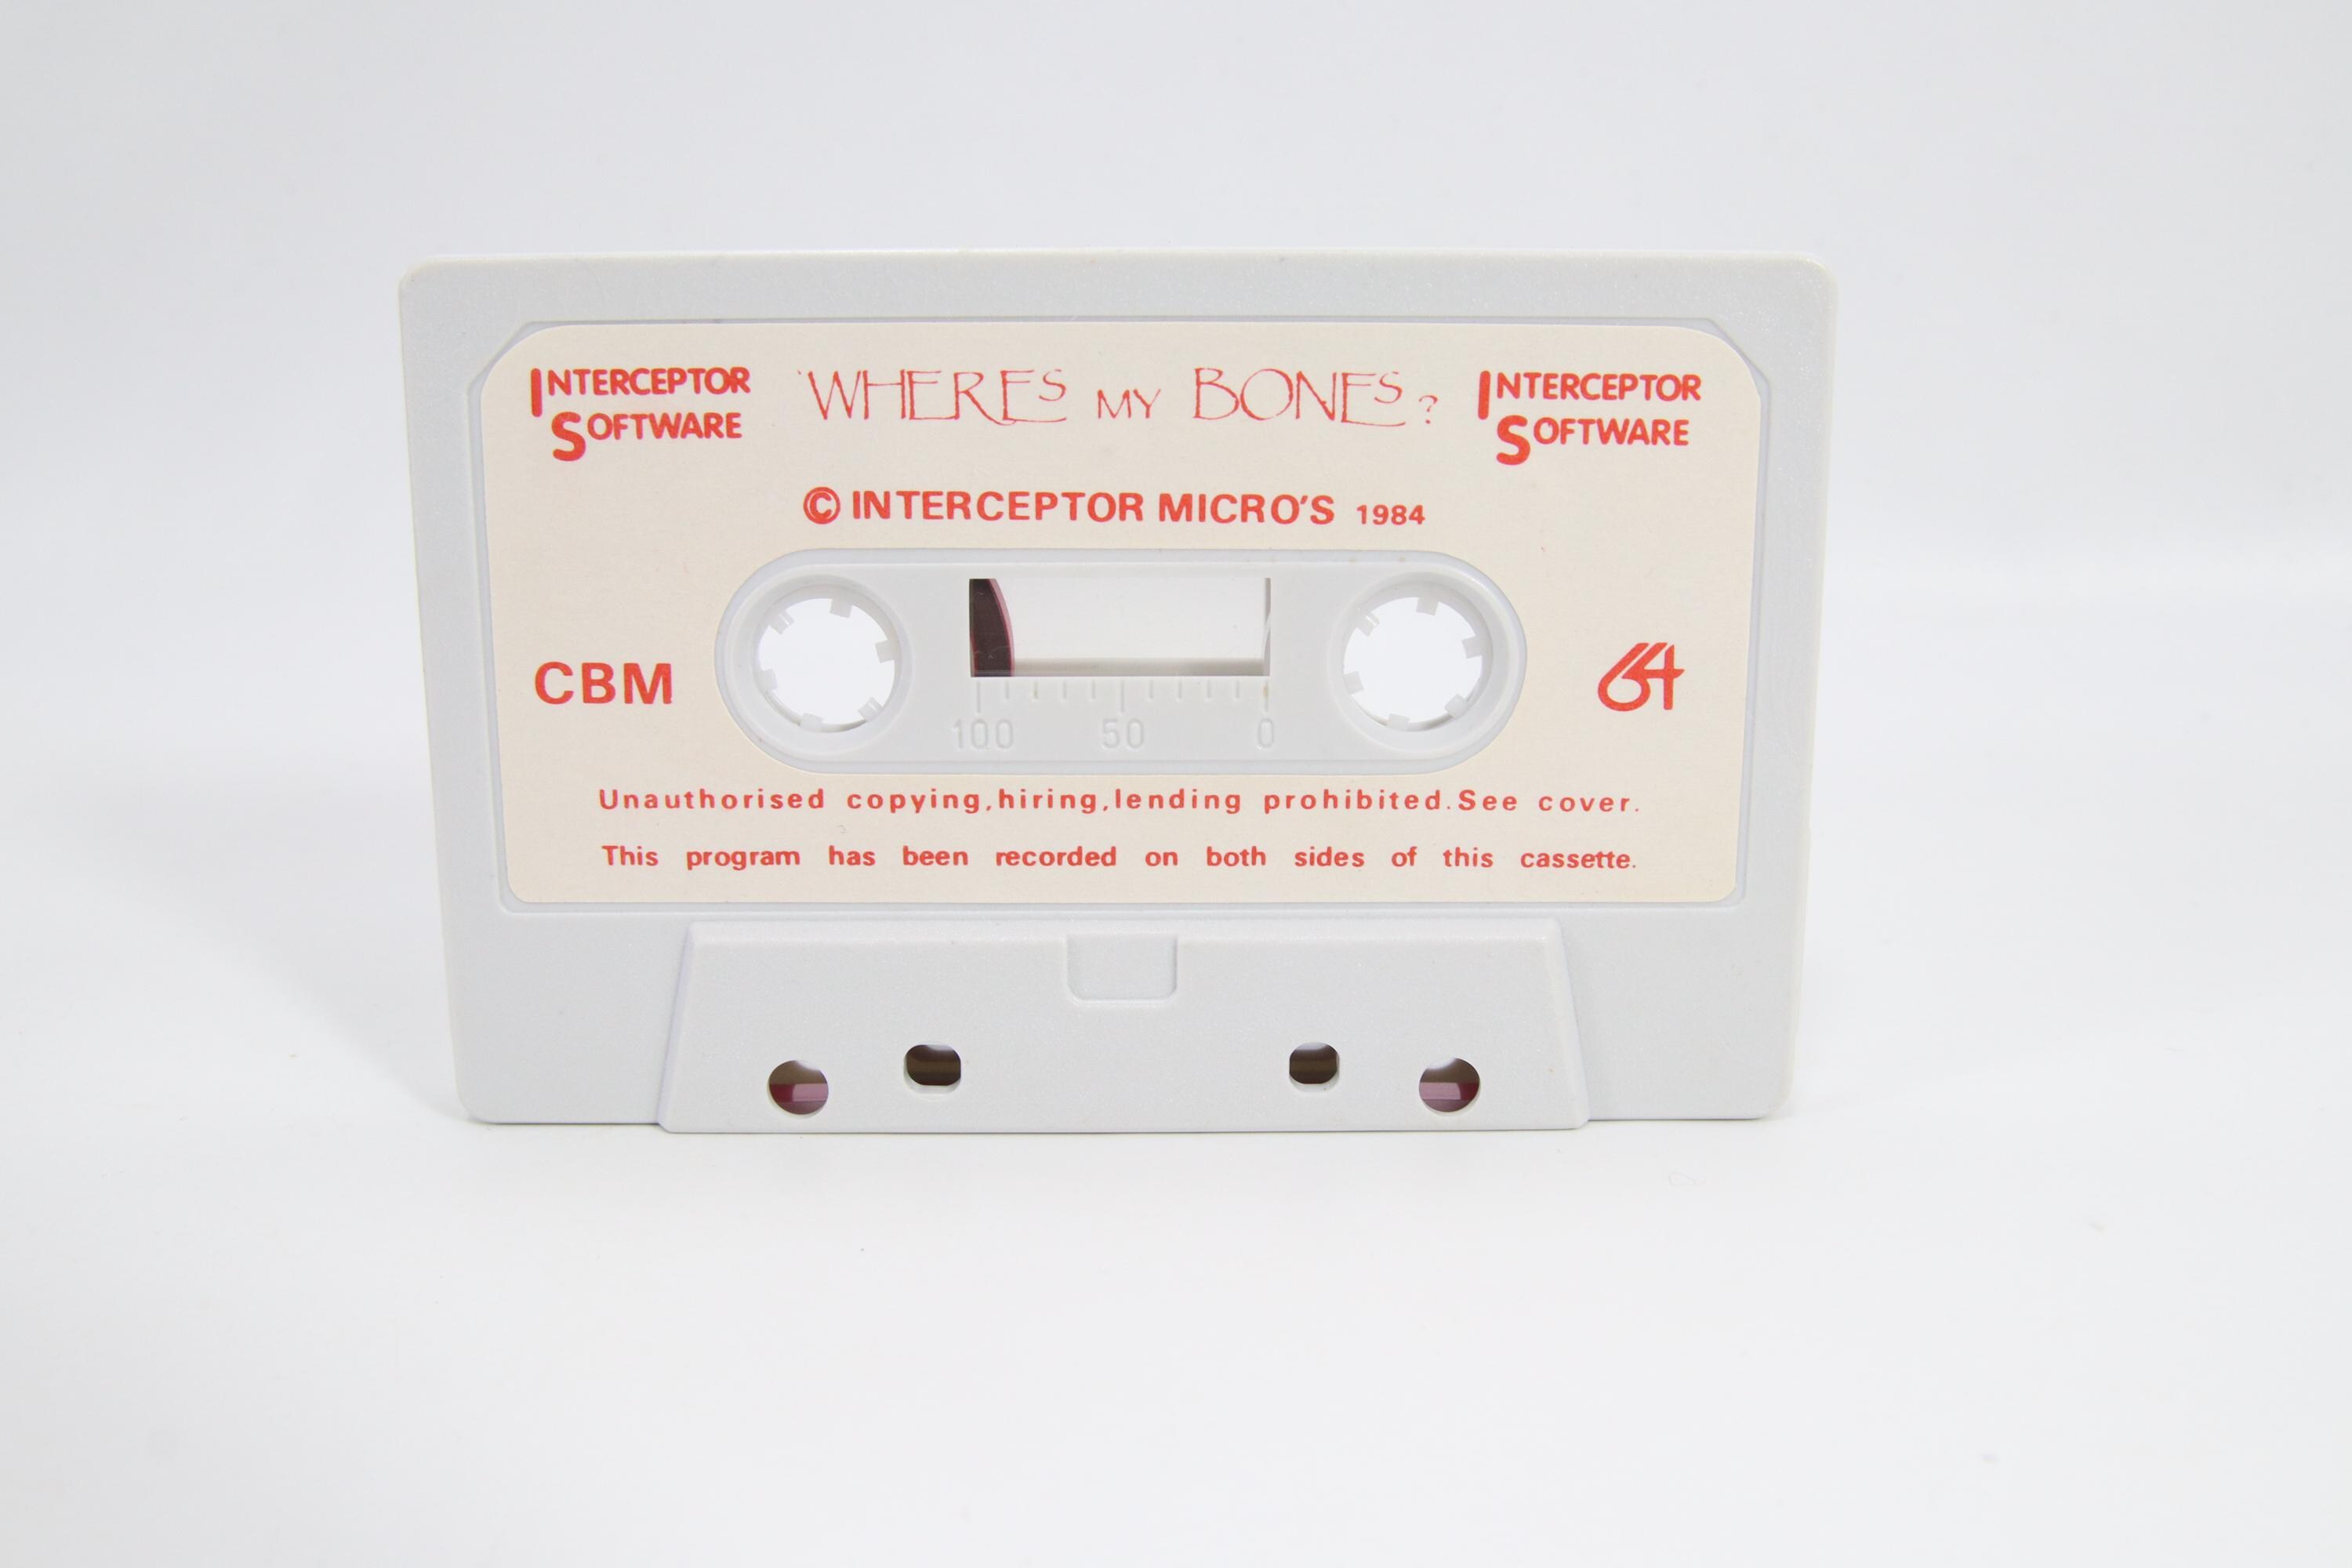 INTERCEPTOR SOFTWARE
WHERES MY BONES?
INTERCEPTOR SOFTWARE
© INTERCEPTOR MICRO'S 1984
CBM
64
100 50 0
Unauthorised copying,hiring,lending prohibited.See cover.
This program has been recorded on both sides of this cassette.